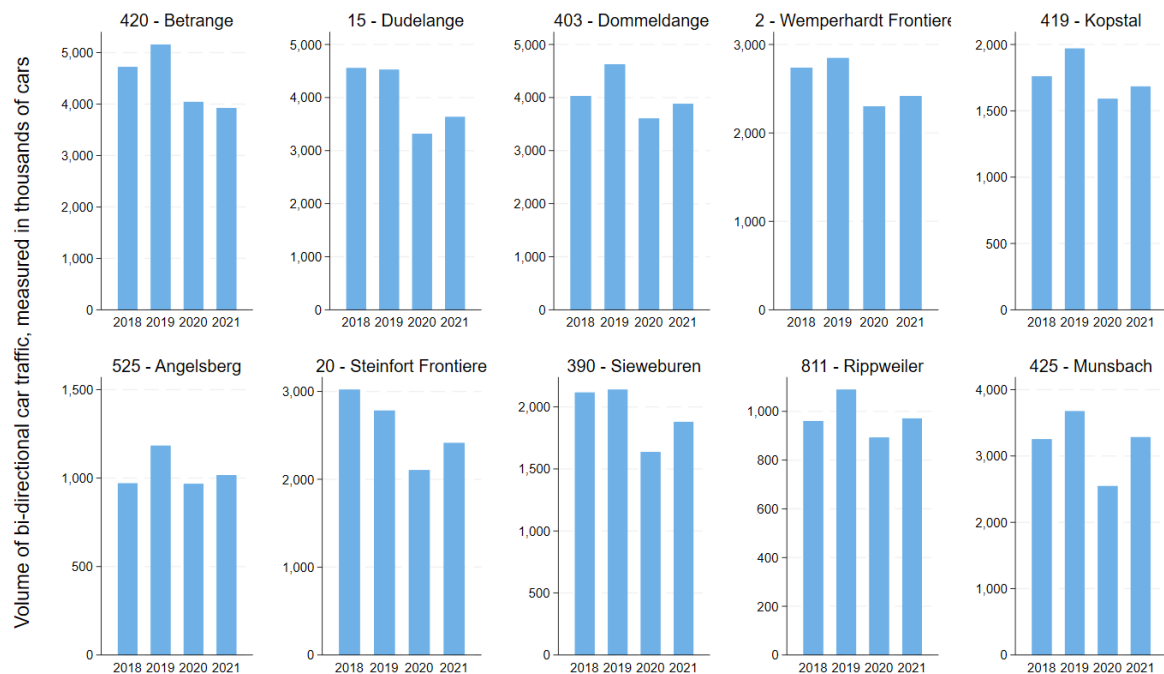 Volume of bi-directional car traffic, measured in thousands of cars
420 - Betrange
5,000
4,000
3,000
2,000
1,000
0
2018 2019 2020 2021
15 - Dudelange
5,000
4,000
3,000
2,000
1,000
0
2018 2019 2020 2021
403 - Dommeldange
5,000
4,000
3,000
2,000
1,000
0
2018 2019 2020 2021
2 - Wemperhardt Frontiere
3,000
2,000
1,000
0
2018 2019 2020 2021
419 - Kopstal
2,000
1,500
1,000
500
0
2018 2019 2020 2021
525 - Angelsberg
1,500
1,000
500
0
2018 2019 2020 2021
20 - Steinfort Frontiere
3,000
2,000
1,000
0
2018 2019 2020 2021
390 - Sieweburen
2,000
1,500
1,000
500
0
2018 2019 2020 2021
811 - Rippweiler
1,000
800
600
400
200
0
2018 2019 2020 2021
425 - Munsbach
4,000
3,000
2,000
1,000
0
2018 2019 2020 2021